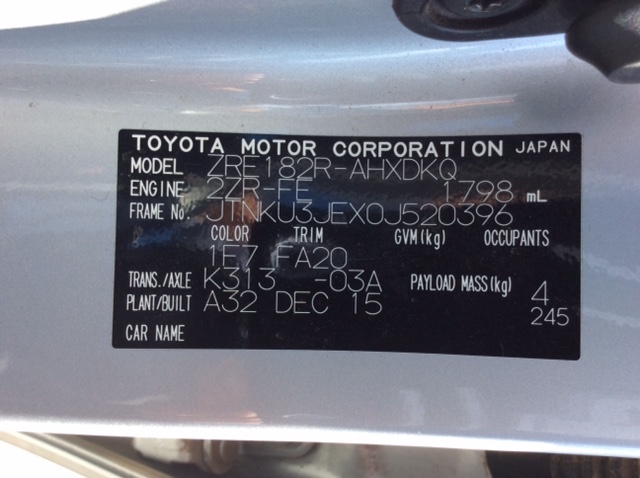 TOYOTA MOTOR CORPORATION JAPAN
MODEL ZRE182R-AHXDKQ
ENGINE 2ZR-FE 1798 mL
FRAME No. JTNKU3JEX0J520396
COLOR TRIM GVM(kg) OCCUPANTS
1E7 FA20
TRANS./AXLE K313 -03A PAYLOAD MASS(kg) 4
PLANT/BUILT A32 DEC 15 245
CAR NAME